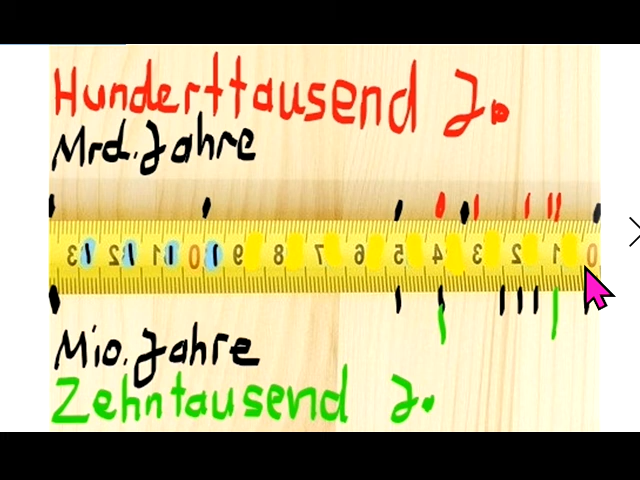 Hunderttausend J.
Mrd. Jahre
13 12 11 10 9 8 7 6 5 4 3 2 1 0
Mio. Jahre
Zehntausend J.